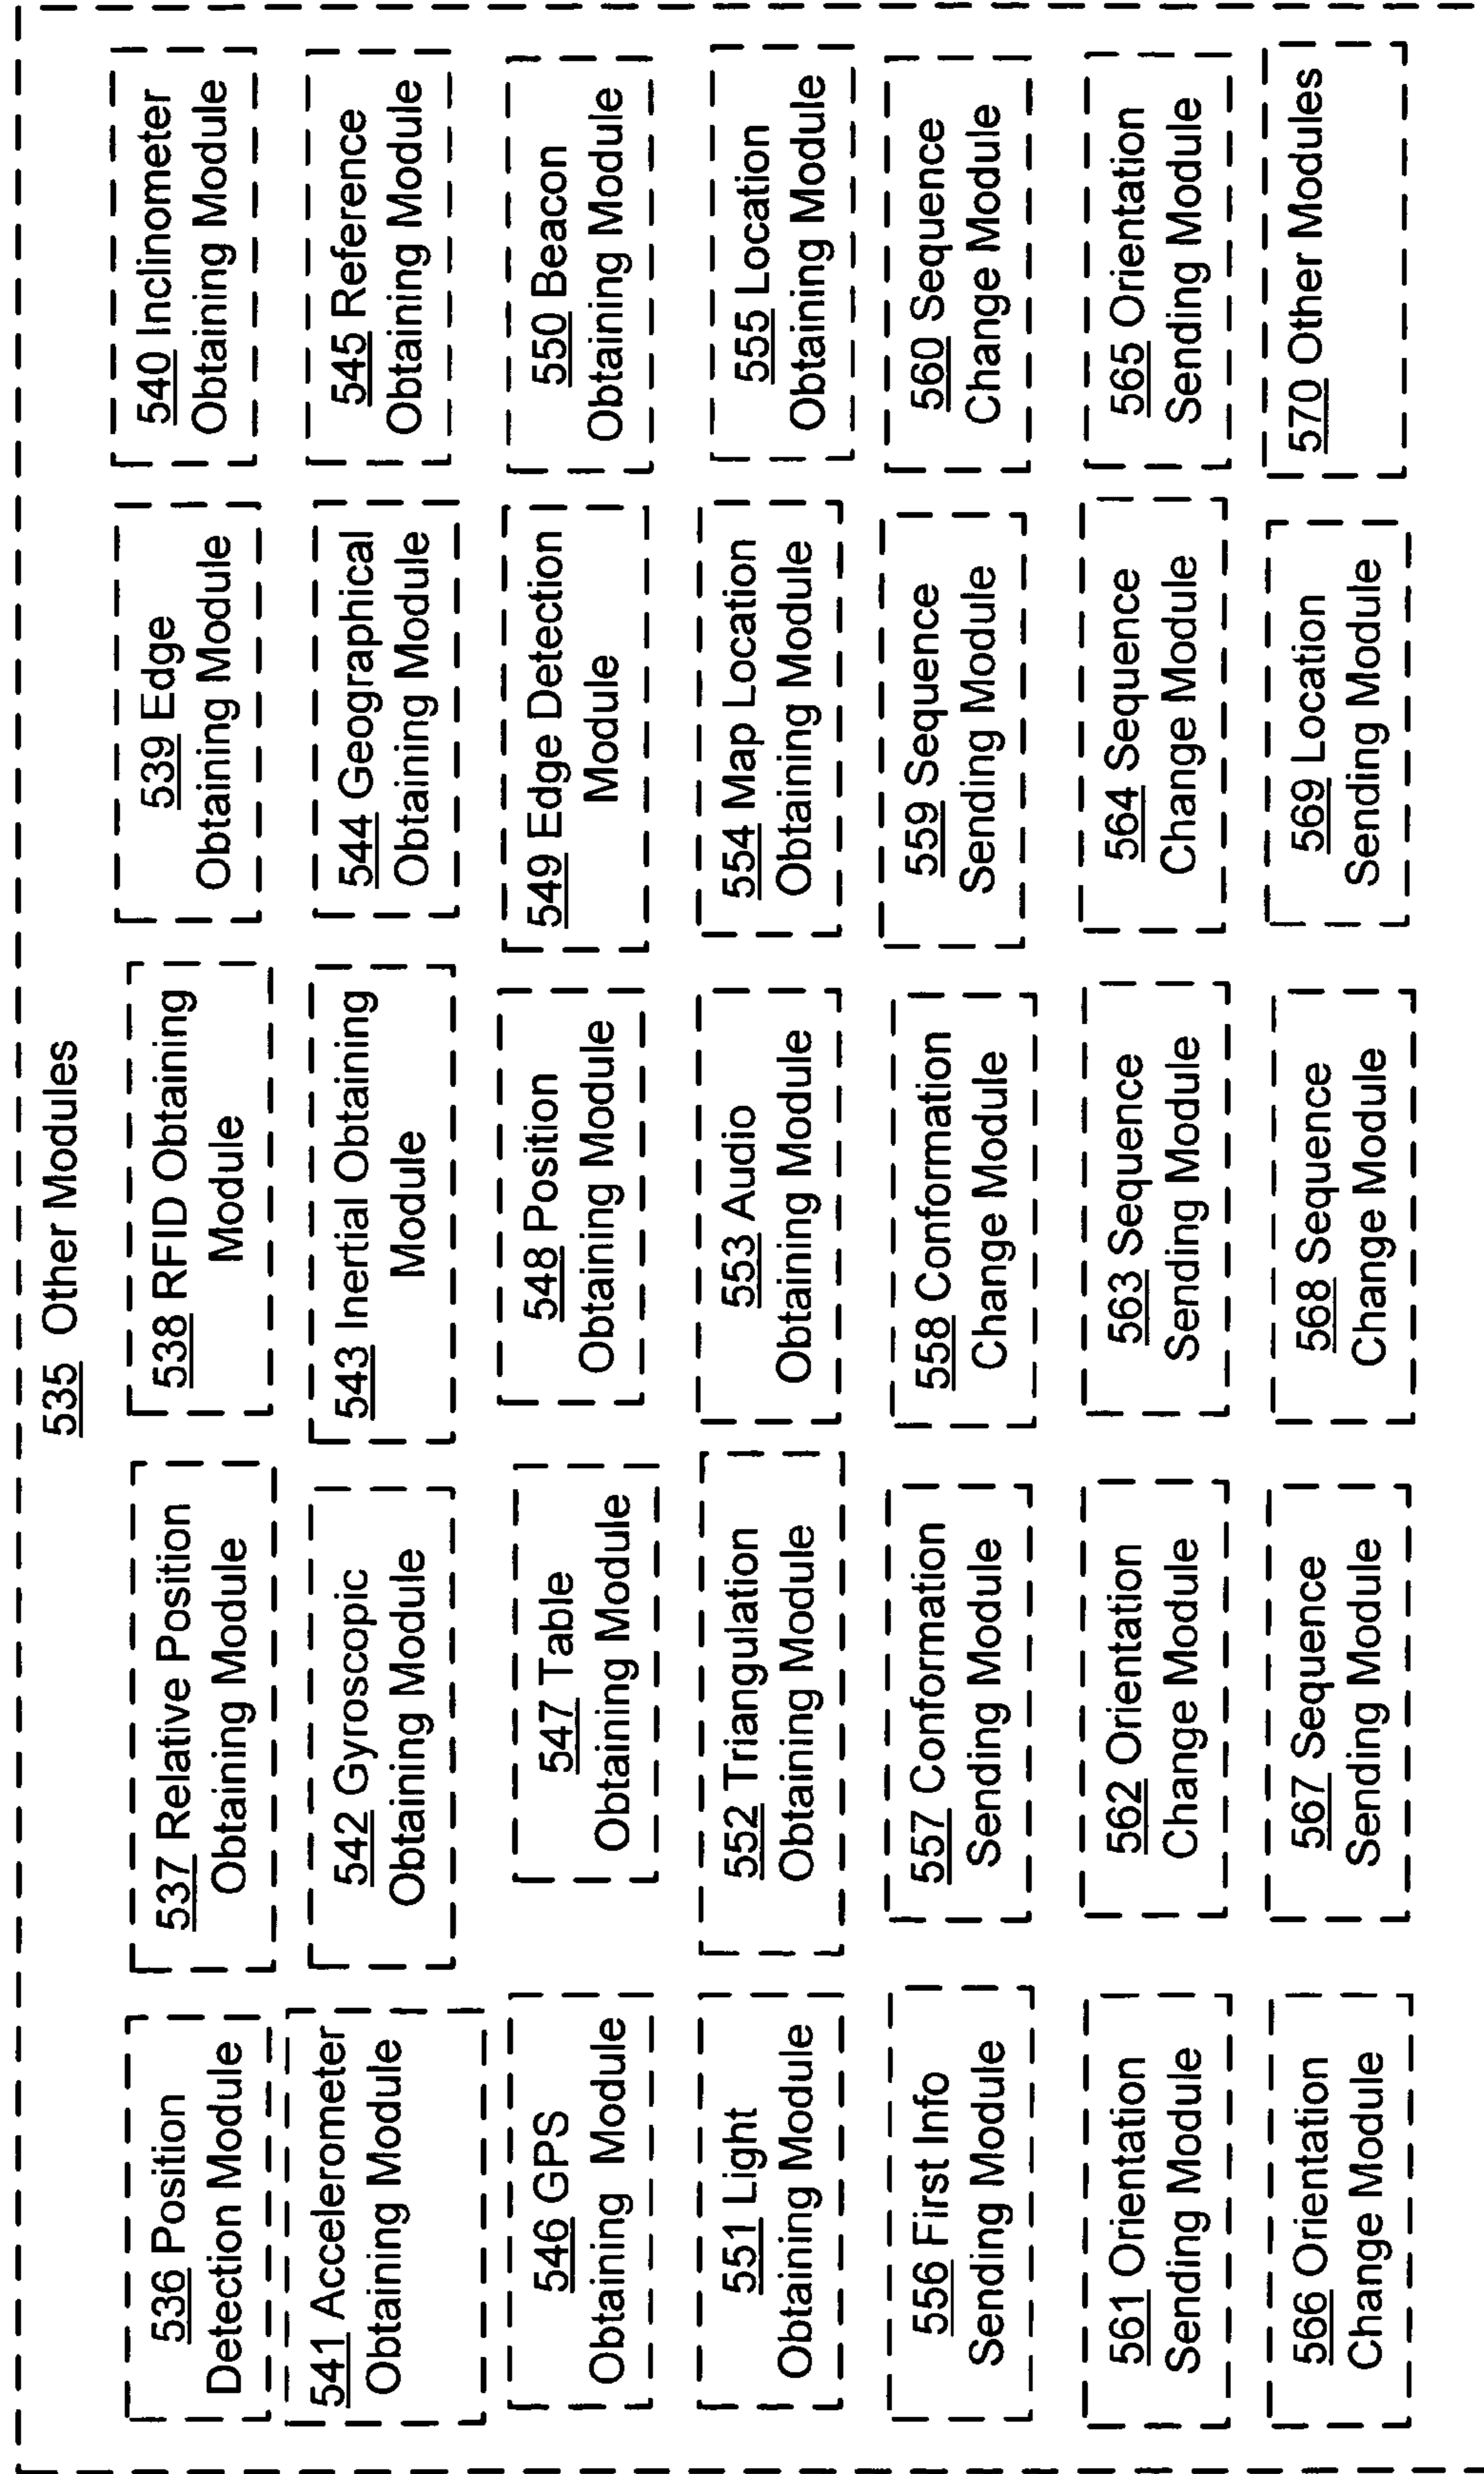 535 Other Modules
536 Position
Detection Module
537 Relative Position
Obtaining Module
538 RFID Obtaining
Module
539 Edge
Obtaining Module
540 Inclinometer
Obtaining Module
541 Accelerometer
Obtaining Module
542 Gyroscopic
Obtaining Module
543 Inertial Obtaining
Module
544 Geographical
Obtaining Module
545 Reference
Obtaining Module
546 GPS
Obtaining Module
547 Table
Obtaining Module
548 Position
Obtaining Module
549 Edge Detection
Module
550 Beacon
Obtaining Module
551 Light
Obtaining Module
552 Triangulation
Obtaining Module
553 Audio
Obtaining Module
554 Map Location
Obtaining Module
555 Location
Obtaining Module
556 First Info
Sending Module
557 Conformation
Sending Module
558 Conformation
Change Module
559 Sequence
Sending Module
560 Sequence
Change Module
561 Orientation
Sending Module
562 Orientation
Change Module
563 Sequence
Sending Module
564 Sequence
Change Module
565 Orientation
Sending Module
566 Orientation
Change Module
567 Sequence
Sending Module
568 Sequence
Change Module
569 Location
Sending Module
570 Other Modules